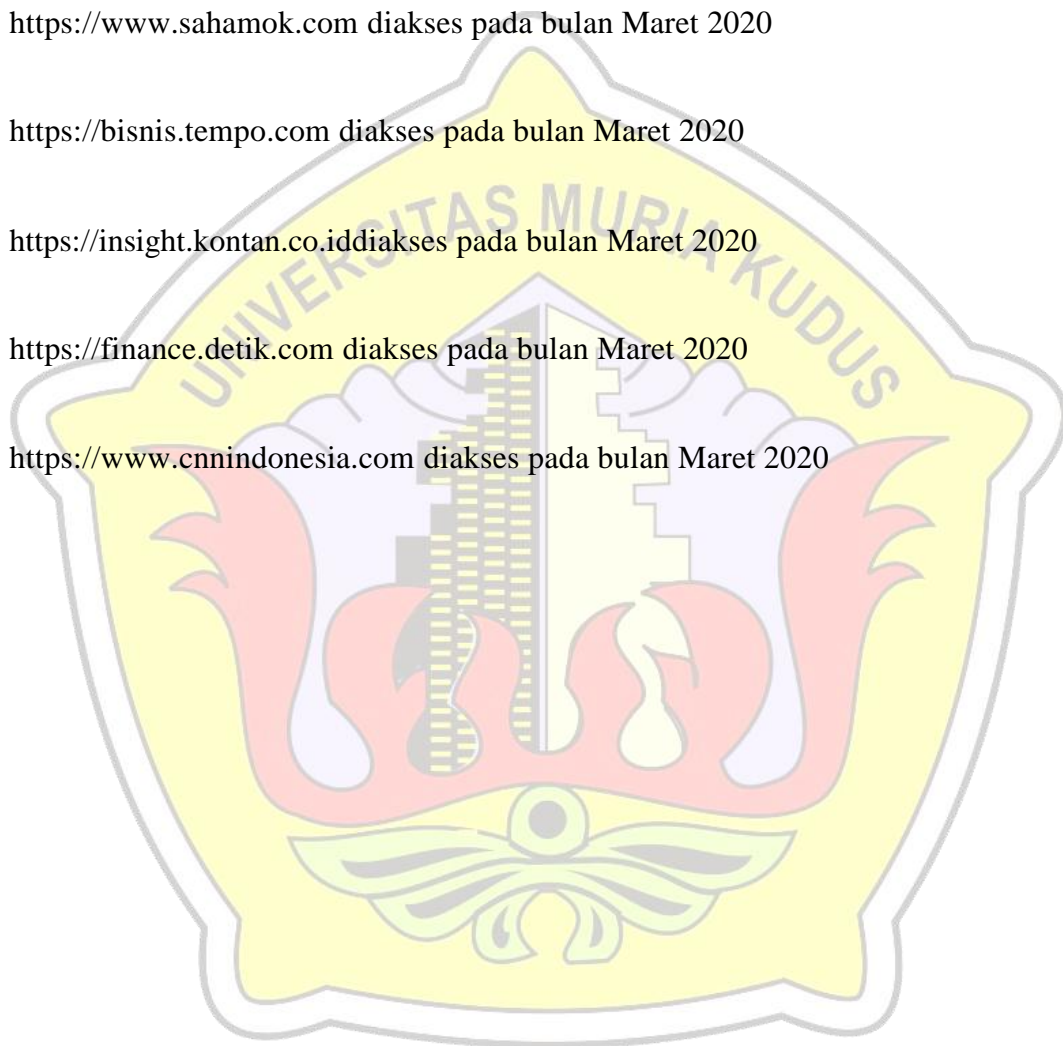 https://www.sahamok.com diakses pada bulan Maret 2020
https://bisnis.tempo.com diakses pada bulan Maret 2020
UNIVERSITAS MURIA KUDUS
https://insight.kontan.co.iddiakses pada bulan Maret 2020
https://finance.detik.com diakses pada bulan Maret 2020
https://www.cnnindonesia.com diakses pada bulan Maret 2020